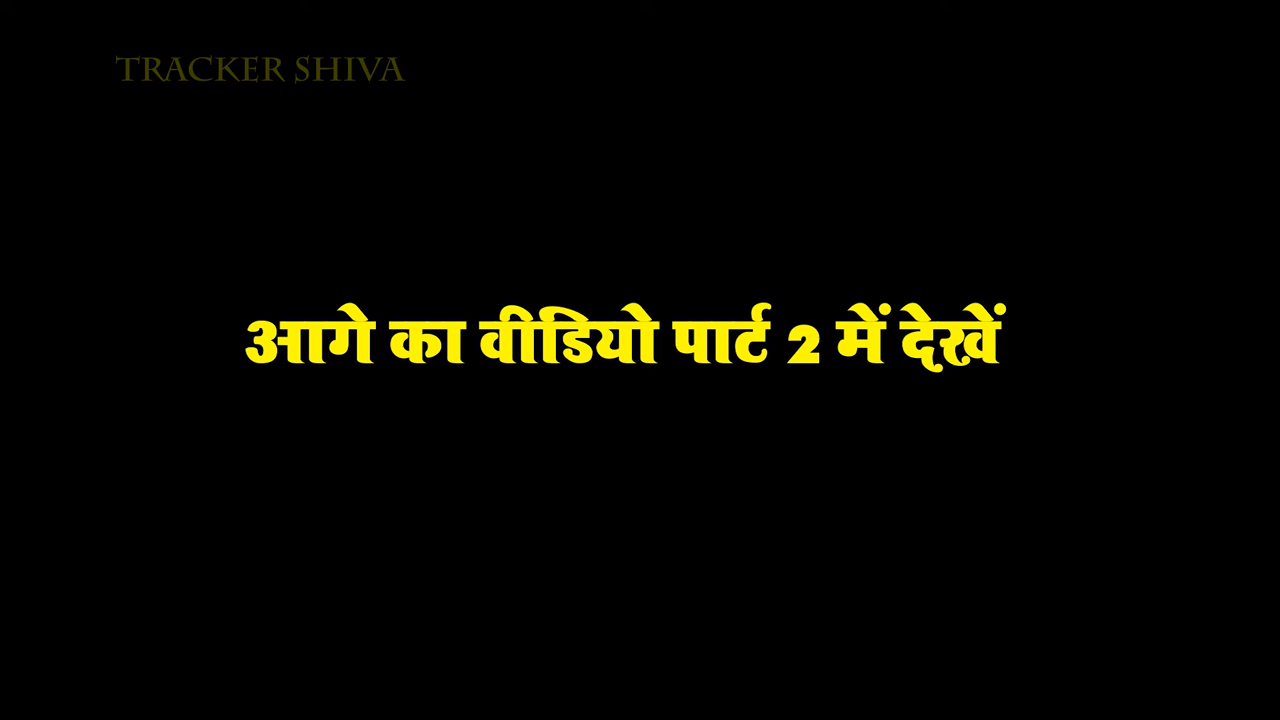 TRACKER SHIVA
आगे का वीडियो पार्ट 2 में देखें